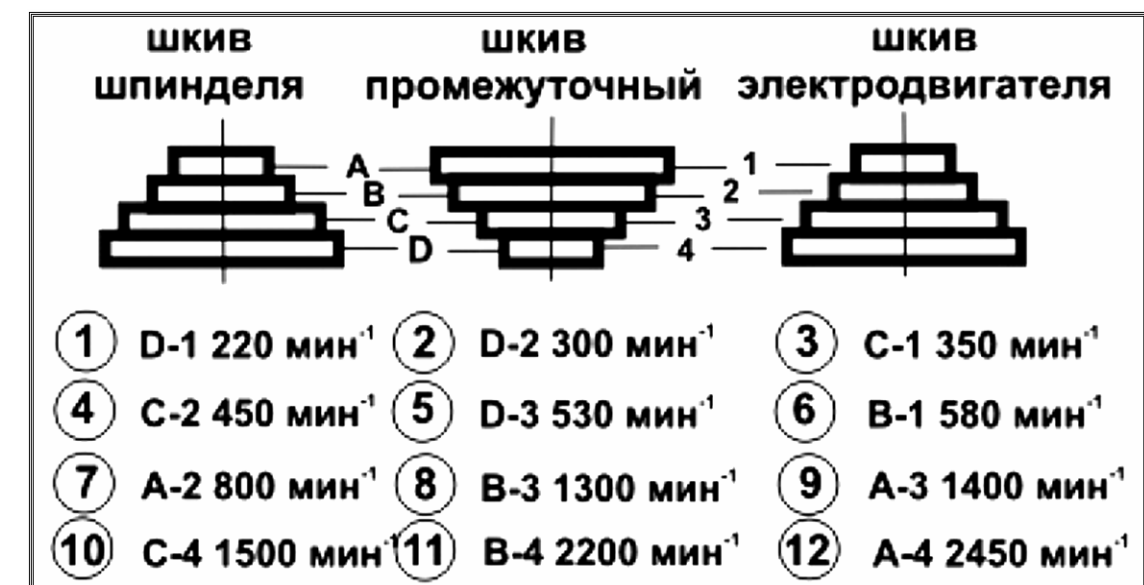 шкив шпинделя
шкив промежуточный
шкив электродвигателя
A 1
B 2
C 3
D 4
1 D-1 220 мин⁻¹ 2 D-2 300 мин⁻¹ 3 C-1 350 мин⁻¹
4 C-2 450 мин⁻¹ 5 D-3 530 мин⁻¹ 6 B-1 580 мин⁻¹
7 A-2 800 мин⁻¹ 8 B-3 1300 мин⁻¹ 9 A-3 1400 мин⁻¹
10 C-4 1500 мин⁻¹ 11 B-4 2200 мин⁻¹ 12 A-4 2450 мин⁻¹